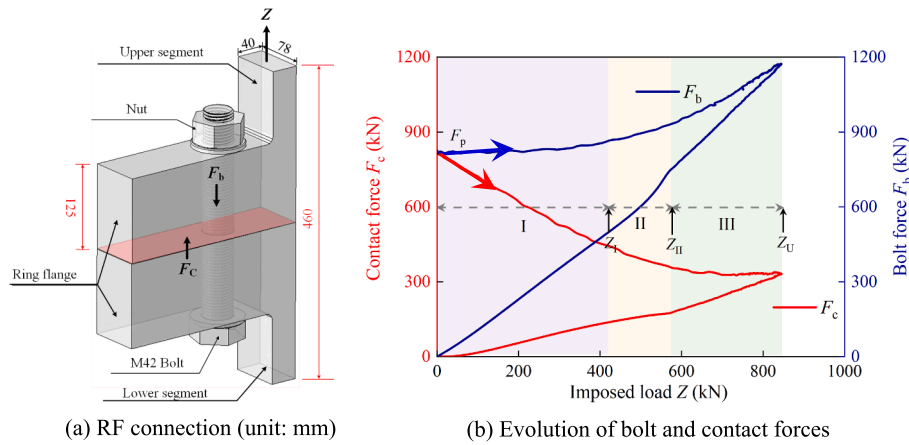 Z
40
78
Upper segment
Nut
F_b
125
460
F_C
Ring flange
M42 Bolt
Lower segment
(a) RF connection (unit: mm)
1200
900
600
300
0
Contact force F_c (kN)
F_p
F_b
I
II
III
Z_I
Z_II
Z_U
F_c
1200
900
600
300
0
Bolt force F_b (kN)
0
200
400
600
800
1000
Imposed load Z (kN)
(b) Evolution of bolt and contact forces